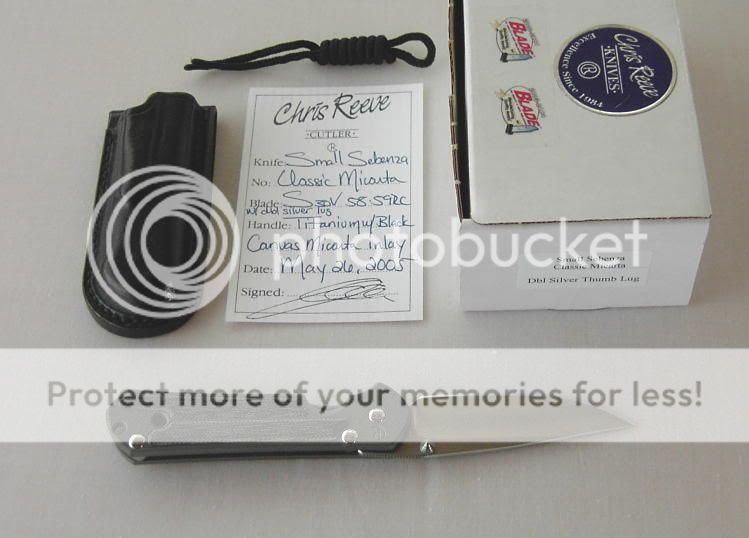 Chris Reeve
·CUTLER·
®
Knife: Small Sebenza
No: Classic Micarta
Blade: S30V 58-59RC
w/dbl silver lug
Handle: Titanium w/Black
Canvas Micarta Inlay
Date: May 26, 2005
Signed:
BLADE
BLADE
Chris Reeve
·KNIVES·
®
Excellence Since 1984
Small Sebenza
Classic Micarta
Dbl Silver Thumb Lug
photobucket
Protect more of your memories for less!